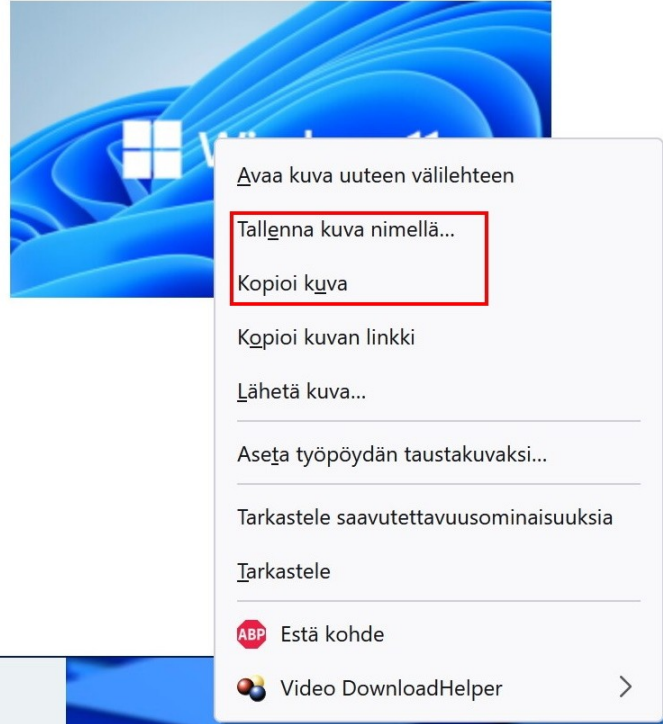 Avaa kuva uuteen välilehteen
Tallenna kuva nimellä...
Kopioi kuva
Kopioi kuvan linkki
Lähetä kuva...
Aseta työpöydän taustakuvaksi...
Tarkastele saavutettavuusominaisuuksia
Tarkastele
ABP Estä kohde
Video DownloadHelper